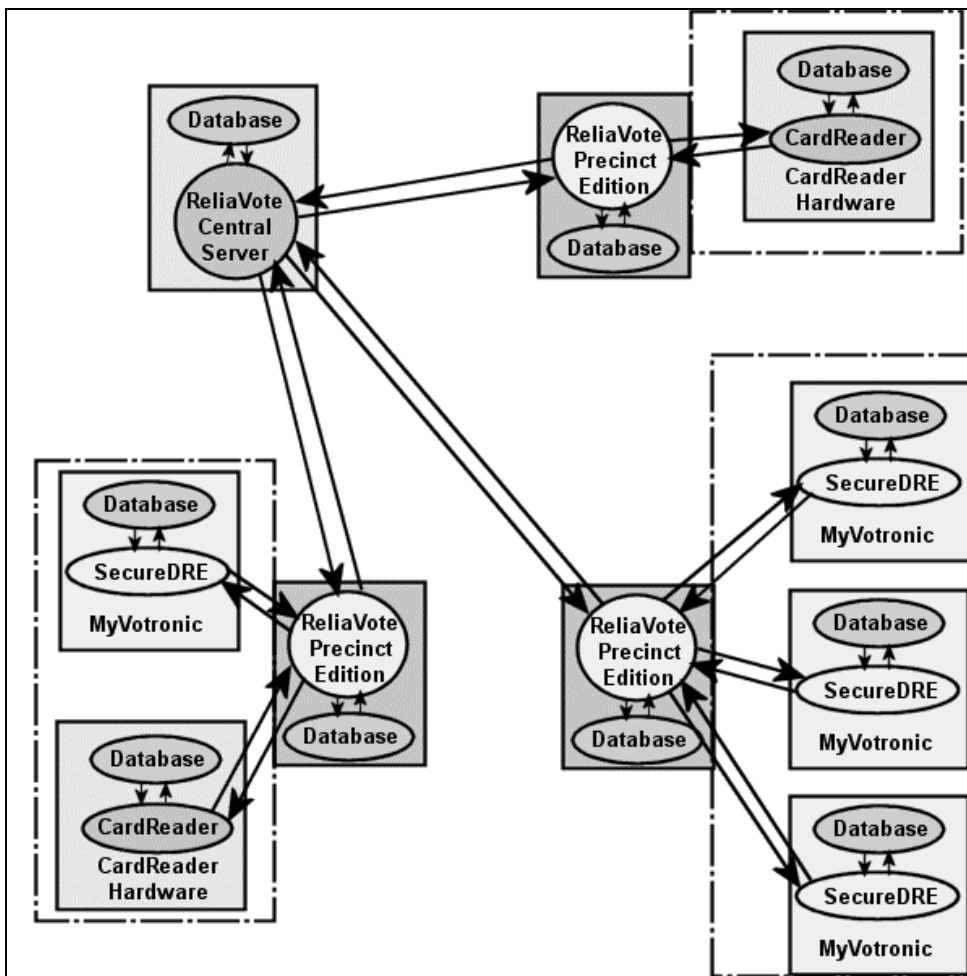 Database
ReliaVote
Central
Server
ReliaVote
Precinct
Edition
Database
Database
CardReader
CardReader
Hardware
Database
SecureDRE
MyVotronic
Database
CardReader
CardReader
Hardware
ReliaVote
Precinct
Edition
Database
ReliaVote
Precinct
Edition
Database
Database
SecureDRE
MyVotronic
Database
SecureDRE
MyVotronic
Database
SecureDRE
MyVotronic